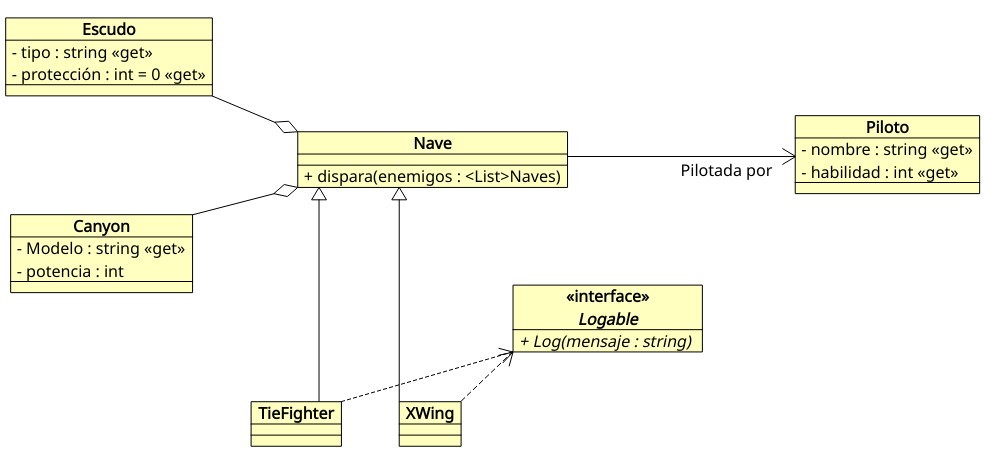 Escudo
- tipo : string «get»
- protección : int = 0 «get»
Nave
+ dispara(enemigos : <List>Naves)
Piloto
- nombre : string «get»
- habilidad : int «get»
Pilotada por
Canyon
- Modelo : string «get»
- potencia : int
«interface»
Logable
+ Log(mensaje : string)
TieFighter
XWing